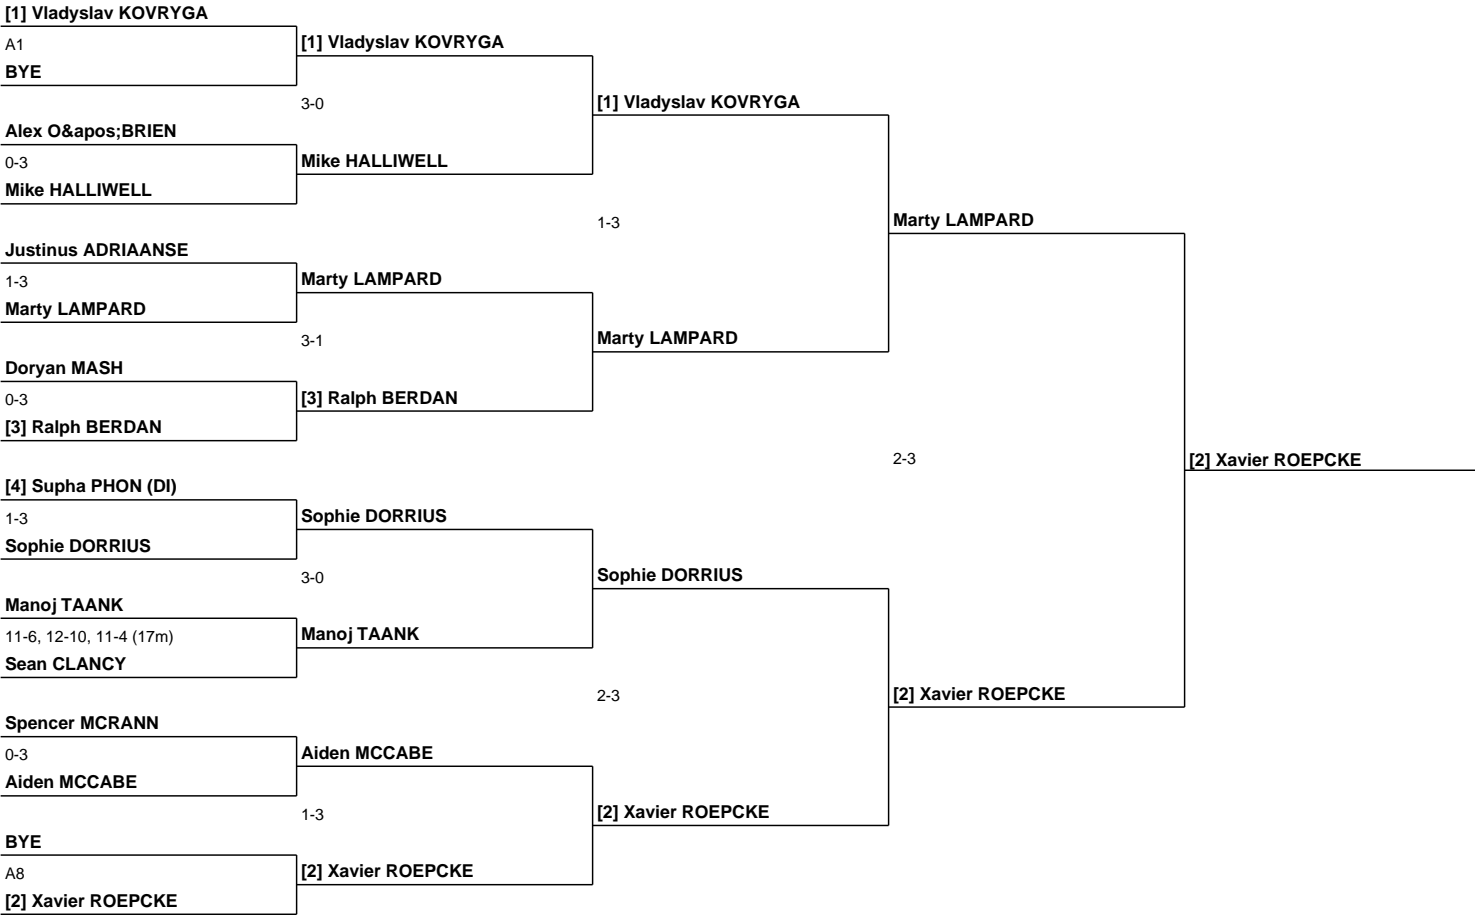 [1] Vladyslav KOVRYGA
A1
BYE
Alex O&apos;BRIEN
0-3
Mike HALLIWELL
Justinus ADRIAANSE
1-3
Marty LAMPARD
Doryan MASH
0-3
[3] Ralph BERDAN
[4] Supha PHON (DI)
1-3
Sophie DORRIUS
Manoj TAANK
11-6, 12-10, 11-4 (17m)
Sean CLANCY
Spencer MCRANN
0-3
Aiden MCCABE
BYE
A8
[2] Xavier ROEPCKE
[1] Vladyslav KOVRYGA
3-0
Mike HALLIWELL
Marty LAMPARD
3-1
[3] Ralph BERDAN
Sophie DORRIUS
3-0
Manoj TAANK
Aiden MCCABE
1-3
[2] Xavier ROEPCKE
[1] Vladyslav KOVRYGA
1-3
Marty LAMPARD
Sophie DORRIUS
2-3
[2] Xavier ROEPCKE
Marty LAMPARD
2-3
[2] Xavier ROEPCKE
[2] Xavier ROEPCKE